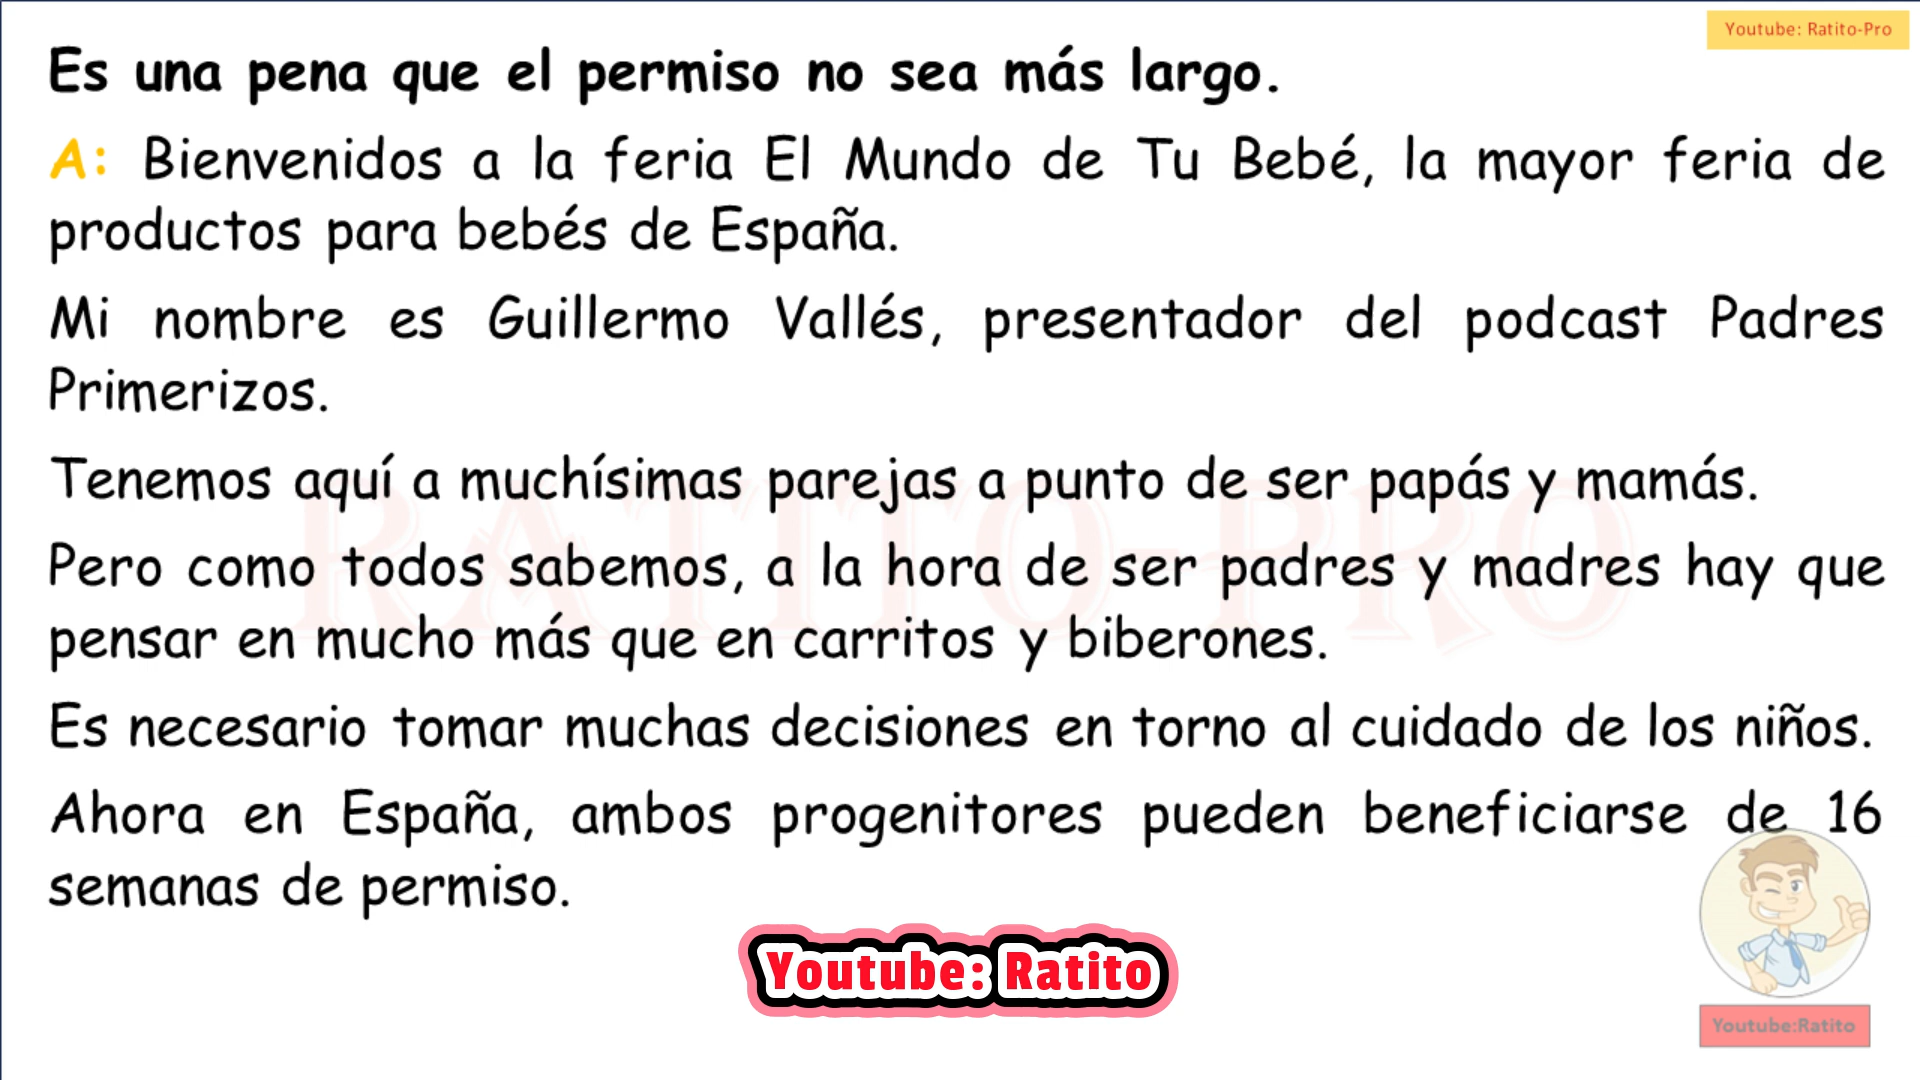 Youtube: Ratito-Pro
Es una pena que el permiso no sea más largo.
A: Bienvenidos a la feria El Mundo de Tu Bebé, la mayor feria de
productos para bebés de España.
Mi nombre es Guillermo Vallés, presentador del podcast Padres
Primerizos.
Tenemos aquí a muchísimas parejas a punto de ser papás y mamás.
RATITO-PRO
Pero como todos sabemos, a la hora de ser padres y madres hay que
pensar en mucho más que en carritos y biberones.
Es necesario tomar muchas decisiones en torno al cuidado de los niños.
Ahora en España, ambos progenitores pueden beneficiarse de 16
semanas de permiso.
Youtube: Ratito
Youtube:Ratito